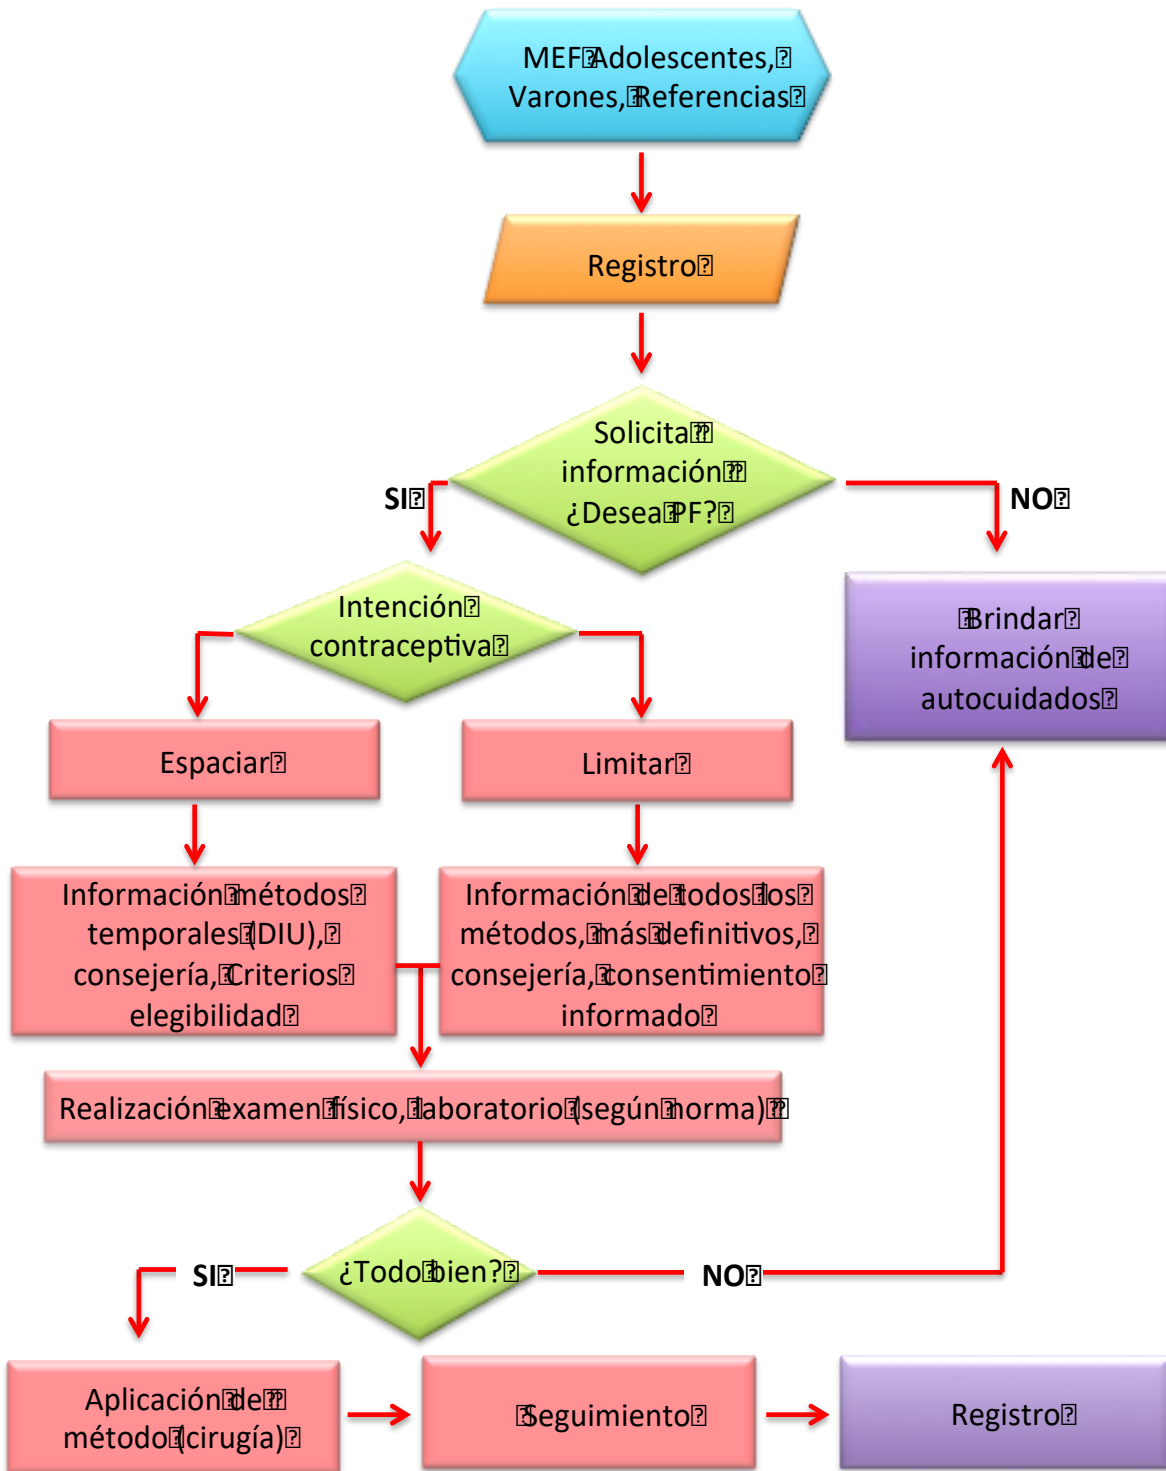 MEF Adolescentes,
Varones, Referencias
Registro
Solicita
información
¿Desea PF?
SI
NO
Intención
contraceptiva
Brindar
información de
autocuidados
Espaciar
Limitar
Información métodos
temporales (DIU),
consejería, Criterios
elegibilidad
Información de todos los
métodos, más definitivos,
consejería, consentimiento
informado
Realización examen físico, laboratorio (según norma)
¿Todo bien?
SI
NO
Aplicación de
método (cirugía)
Seguimiento
Registro